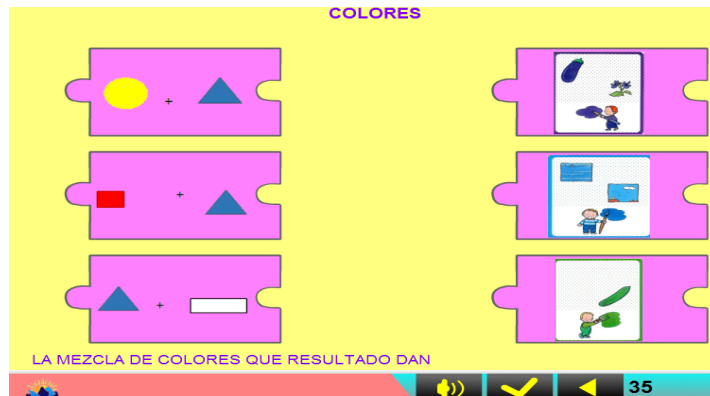 COLORES
+
+
+
LA MEZCLA DE COLORES QUE RESULTADO DAN
35